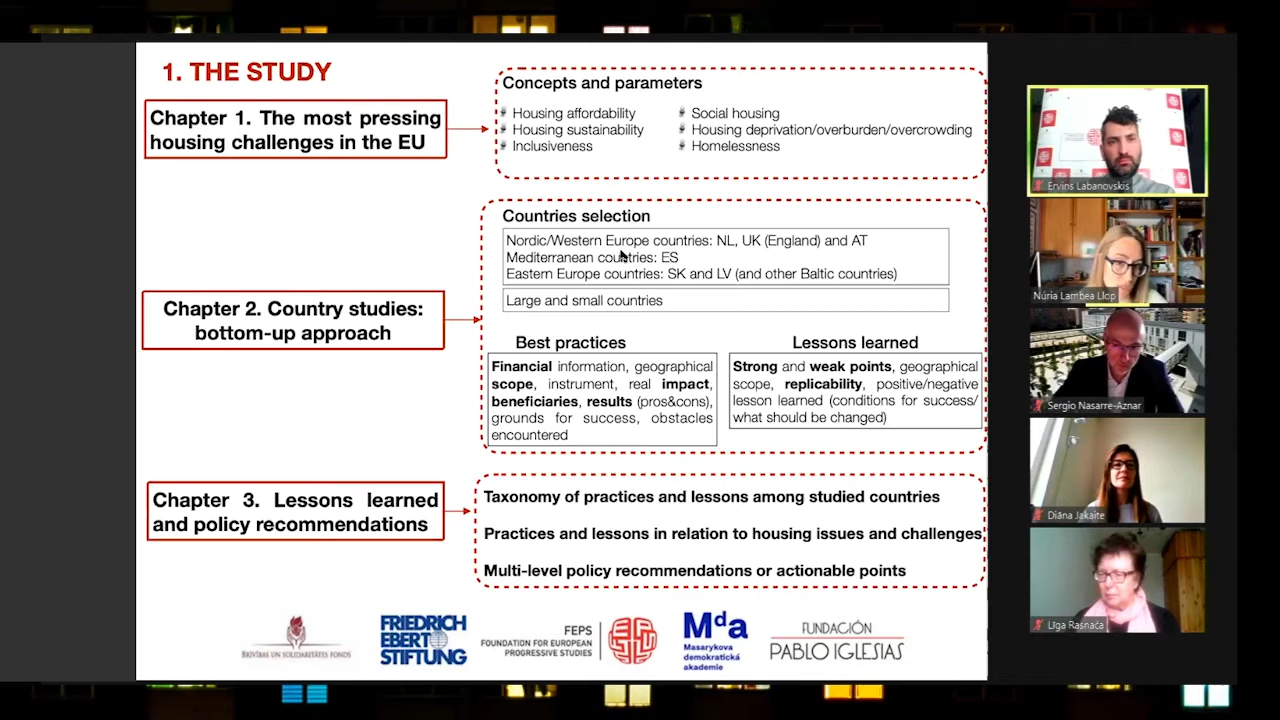 1. THE STUDY
Chapter 1. The most pressing
housing challenges in the EU
Concepts and parameters
Housing affordability
Housing sustainability
Inclusiveness
Social housing
Housing deprivation/overburden/overcrowding
Homelessness
Chapter 2. Country studies:
bottom-up approach
Countries selection
Nordic/Western Europe countries: NL, UK (England) and AT
Mediterranean countries: ES
Eastern Europe countries: SK and LV (and other Baltic countries)
Large and small countries
Best practices
Financial information, geographical
scope, instrument, real impact,
beneficiaries, results (pros&cons),
grounds for success, obstacles
encountered
Lessons learned
Strong and weak points, geographical
scope, replicability, positive/negative
lesson learned (conditions for success/
what should be changed)
Chapter 3. Lessons learned
and policy recommendations
Taxonomy of practices and lessons among studied countries
Practices and lessons in relation to housing issues and challenges
Multi-level policy recommendations or actionable points
BRĪVĪBAS UN SOLIDARITĀTES FONDS
FRIEDRICH
EBERT
STIFTUNG
FEPS
FOUNDATION FOR EUROPEAN
PROGRESSIVE STUDIES
Mda
Masarykova
demokratická
akademie
FUNDACIÓN
PABLO IGLESIAS
Ervins Labanovskis
Núria Lambea Llop
Sergio Nasarre-Aznar
Diāna Jakaite
Līga Rasnača